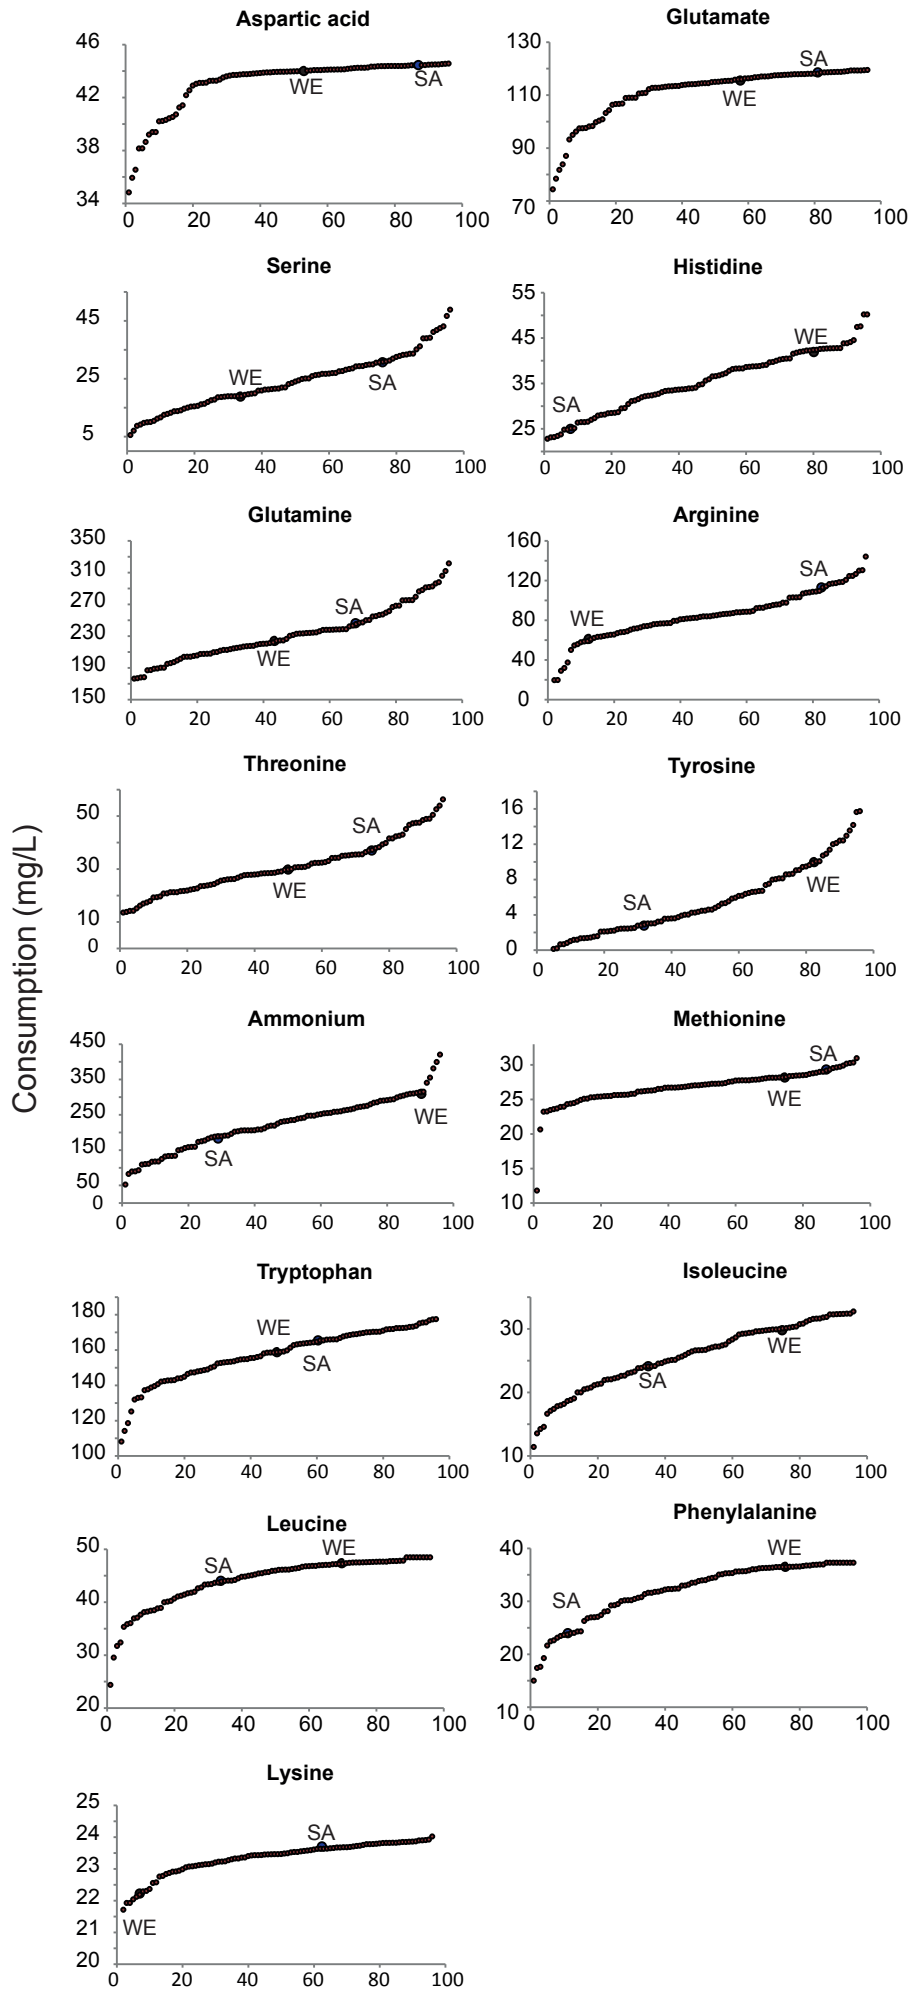 Consumption (mg/L)
Aspartic acid
46
42
38
34
WE
SA
0 20 40 60 80 100
Glutamate
130
110
90
70
WE
SA
0 20 40 60 80 100
Serine
45
25
5
WE
SA
0 20 40 60 80 100
Histidine
55
45
35
25
SA
WE
0 20 40 60 80 100
Glutamine
350
310
270
230
190
150
WE
SA
0 20 40 60 80 100
Arginine
160
120
80
40
0
WE
SA
0 20 40 60 80 100
Threonine
50
30
10
0
WE
SA
0 20 40 60 80 100
Tyrosine
16
12
8
4
0
SA
WE
0 20 40 60 80 100
Ammonium
450
350
250
150
50
0
SA
WE
0 20 40 60 80 100
Methionine
30
25
20
15
10
WE
SA
0 20 40 60 80 100
Tryptophan
180
160
140
120
100
WE
SA
0 20 40 60 80 100
Isoleucine
30
20
10
SA
WE
0 20 40 60 80 100
Leucine
50
40
30
20
SA
WE
0 20 40 60 80 100
Phenylalanine
40
30
20
10
SA
WE
0 20 40 60 80 100
Lysine
25
24
23
22
21
20
WE
SA
0 20 40 60 80 100